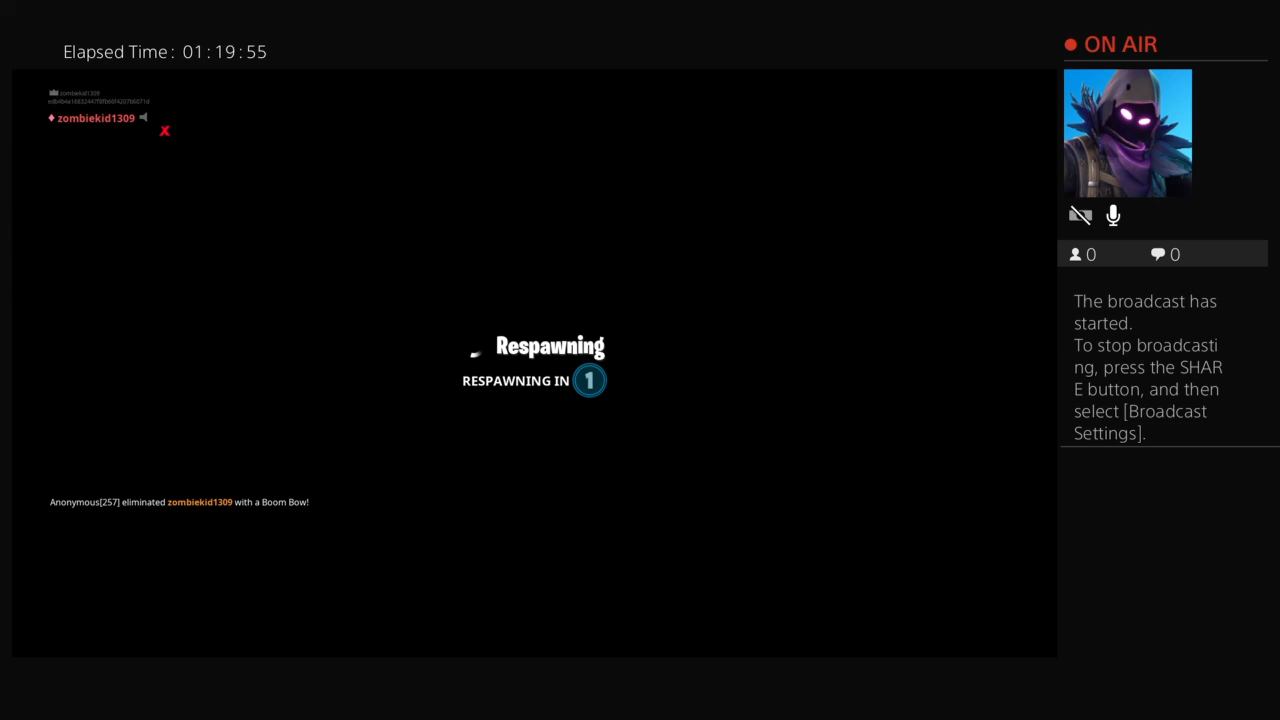 Elapsed Time: 01:19:55
ON AIR
zombiekid1309
zombiekid1309
X
0
0
The broadcast has
started.
To stop broadcasti
ng, press the SHAR
E button, and then
select [Broadcast
Settings].
Respawning
RESPAWNING IN 1
Anonymous[257] eliminated zombiekid1309 with a Boom Bow!